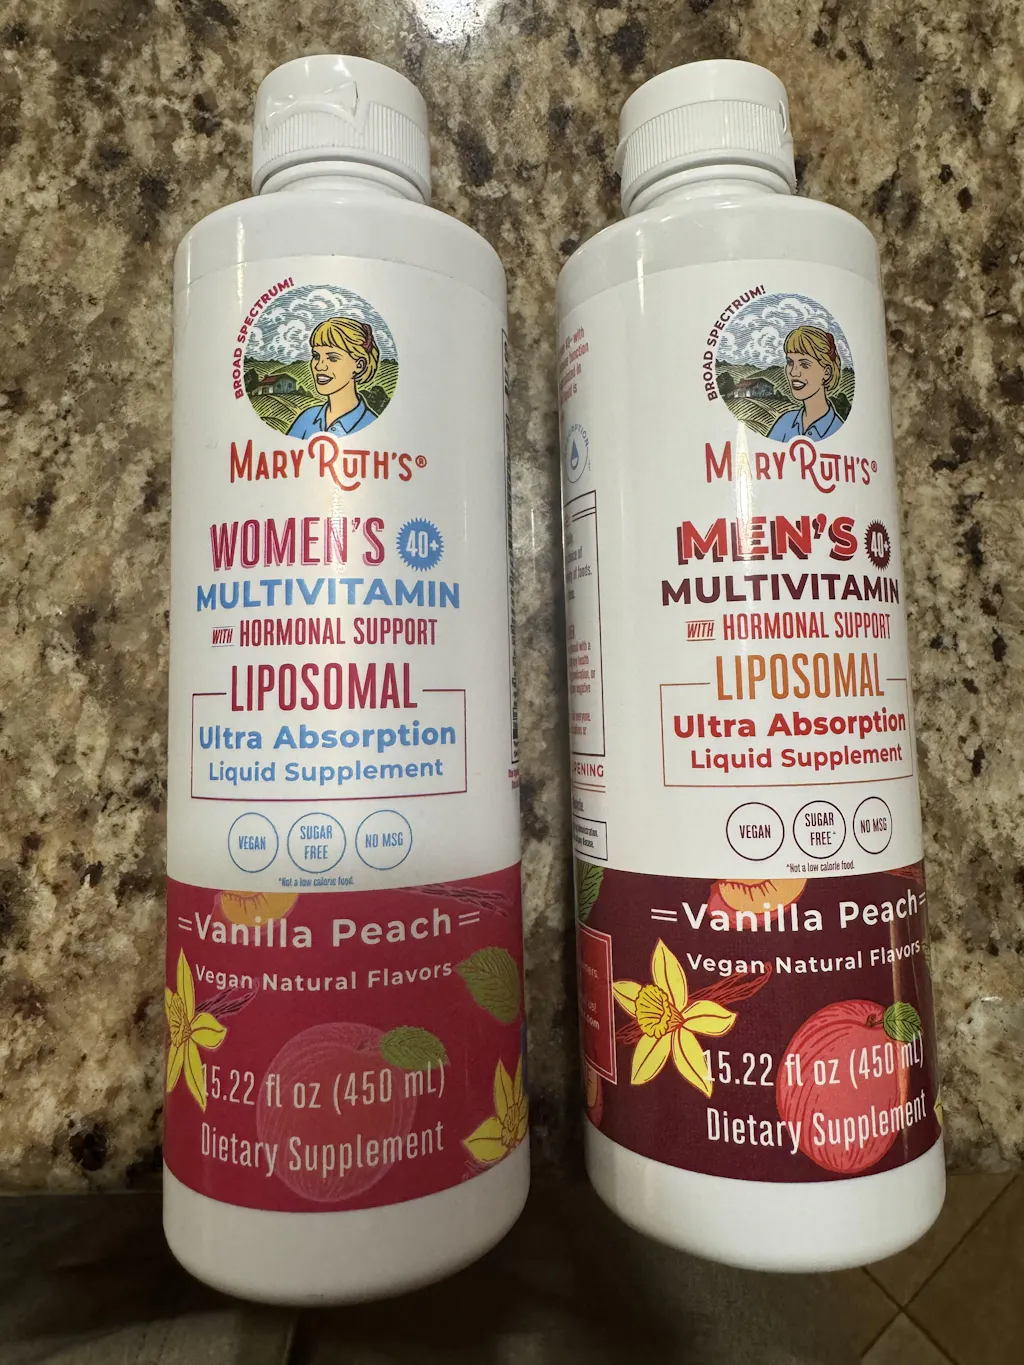 BROAD SPECTRUM!
MARY RUTH'S®
WOMEN'S 40+
MULTIVITAMIN
WITH HORMONAL SUPPORT
LIPOSOMAL
Ultra Absorption
Liquid Supplement
VEGAN
SUGAR
FREE*
NO MSG
*Not a low calorie food.
Vanilla Peach
Vegan Natural Flavors
15.22 fl oz (450 mL)
Dietary Supplement
BROAD SPECTRUM!
MARY RUTH'S®
MEN'S 40+
MULTIVITAMIN
WITH HORMONAL SUPPORT
LIPOSOMAL
Ultra Absorption
Liquid Supplement
VEGAN
SUGAR
FREE*
NO MSG
*Not a low calorie food.
Vanilla Peach
Vegan Natural Flavors
15.22 fl oz (450 mL)
Dietary Supplement